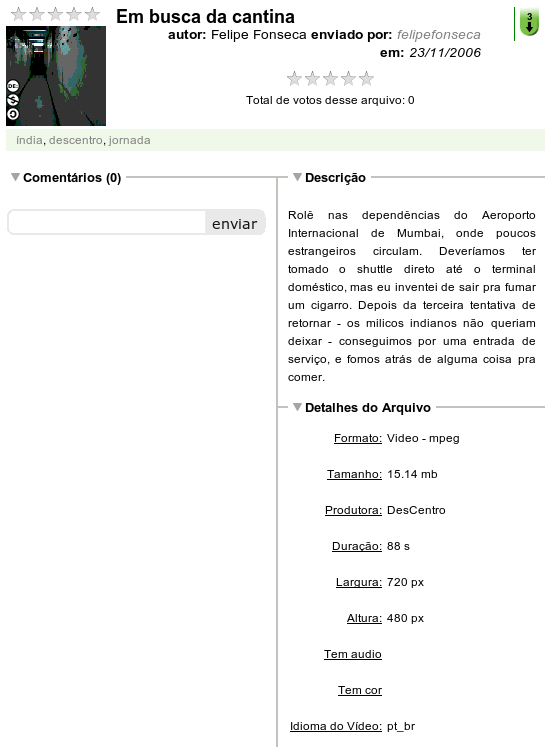 Em busca da cantina
autor: Felipe Fonseca enviado por: felipefonseca
em: 23/11/2006
3
Total de votos desse arquivo: 0
índia, descentro, jornada
Comentários (0)
enviar
Descrição
Rolê nas dependências do Aeroporto
Internacional de Mumbai, onde poucos
estrangeiros circulam. Deveríamos ter
tomado o shuttle direto até o terminal
doméstico, mas eu inventei de sair pra fumar
um cigarro. Depois da terceira tentativa de
retornar - os milicos indianos não queriam
deixar - conseguimos por uma entrada de
serviço, e fomos atrás de alguma coisa pra
comer.
Detalhes do Arquivo
Formato: Video - mpeg
Tamanho: 15.14 mb
Produtora: DesCentro
Duração: 88 s
Largura: 720 px
Altura: 480 px
Tem audio
Tem cor
Idioma do Vídeo: pt_br